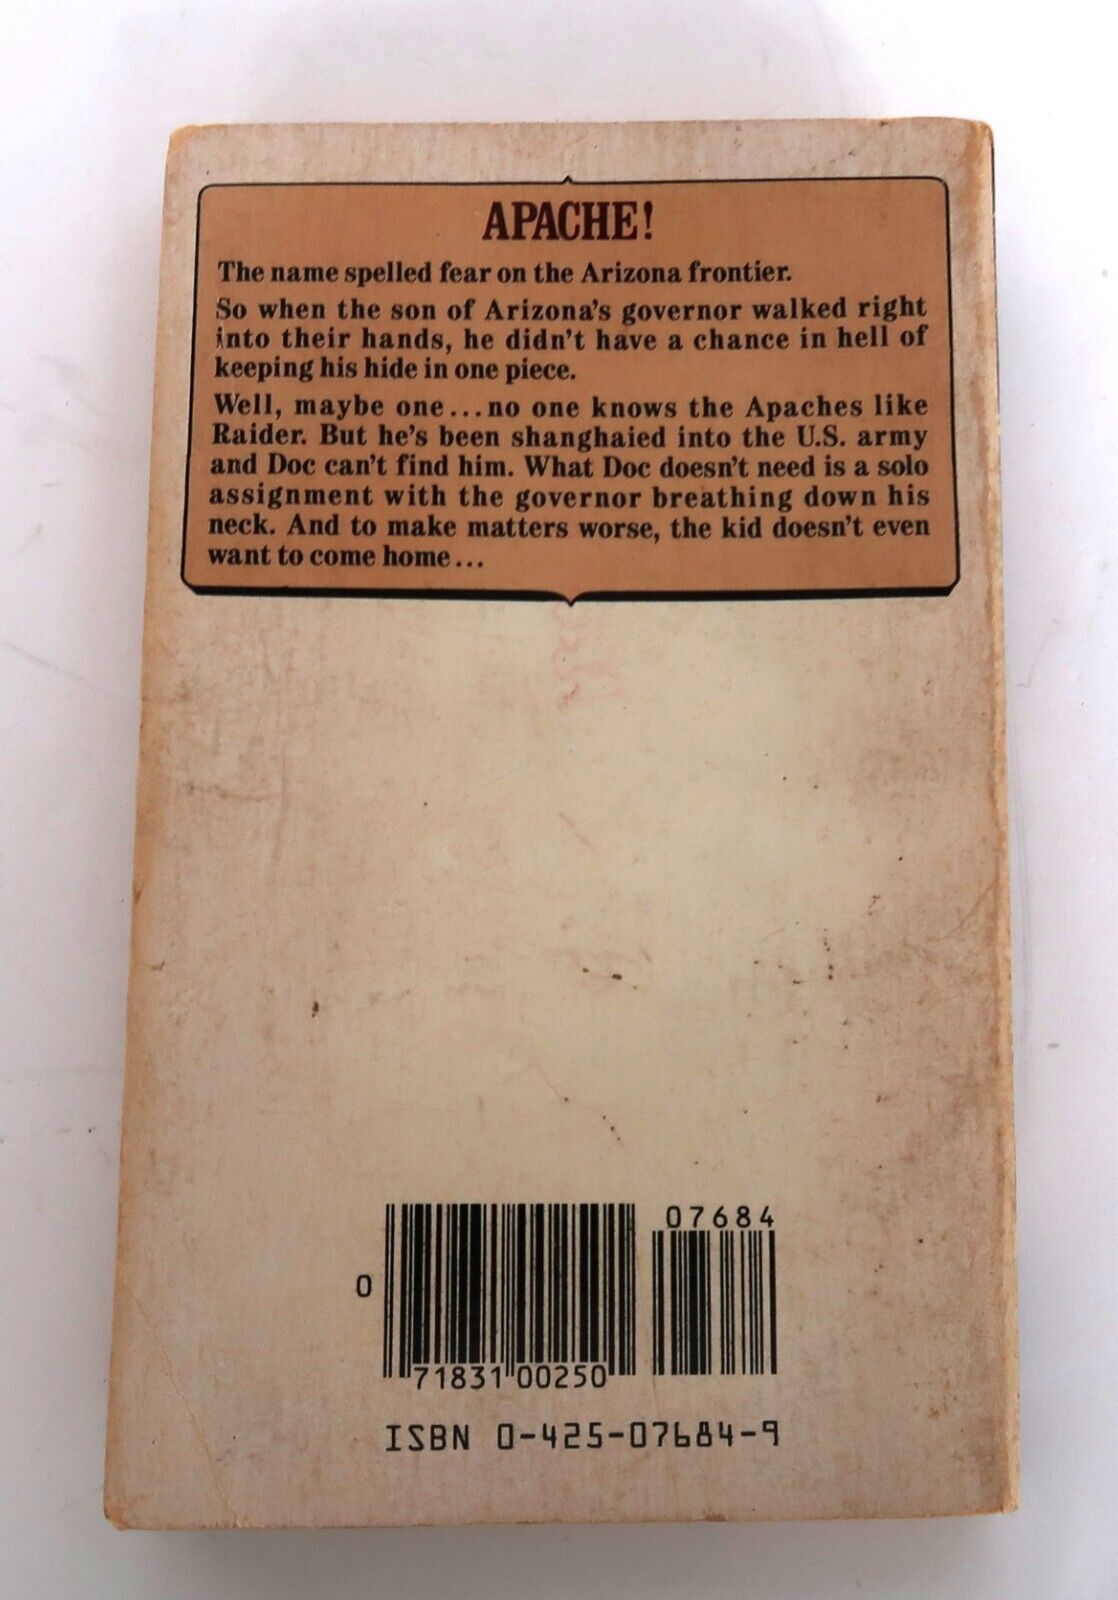 APACHE!
The name spelled fear on the Arizona frontier.
So when the son of Arizona's governor walked right
into their hands, he didn't have a chance in hell of
keeping his hide in one piece.
Well, maybe one...no one knows the Apaches like
Raider. But he's been shanghaied into the U.S. army
and Doc can't find him. What Doc doesn't need is a solo
assignment with the governor breathing down his
neck. And to make matters worse, the kid doesn't even
want to come home...
07684
0
71831 00250
ISBN 0-425-07684-9